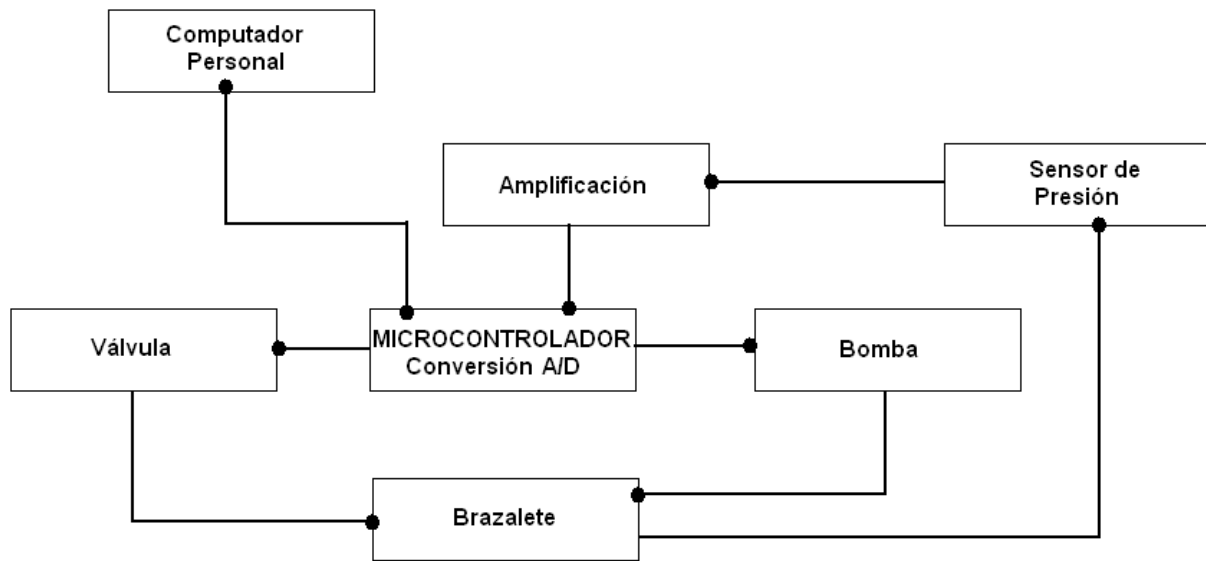 Computador
Personal
Amplificación
Sensor de
Presión
Válvula
MICROCONTROLADOR
Conversión A/D
Bomba
Brazalete